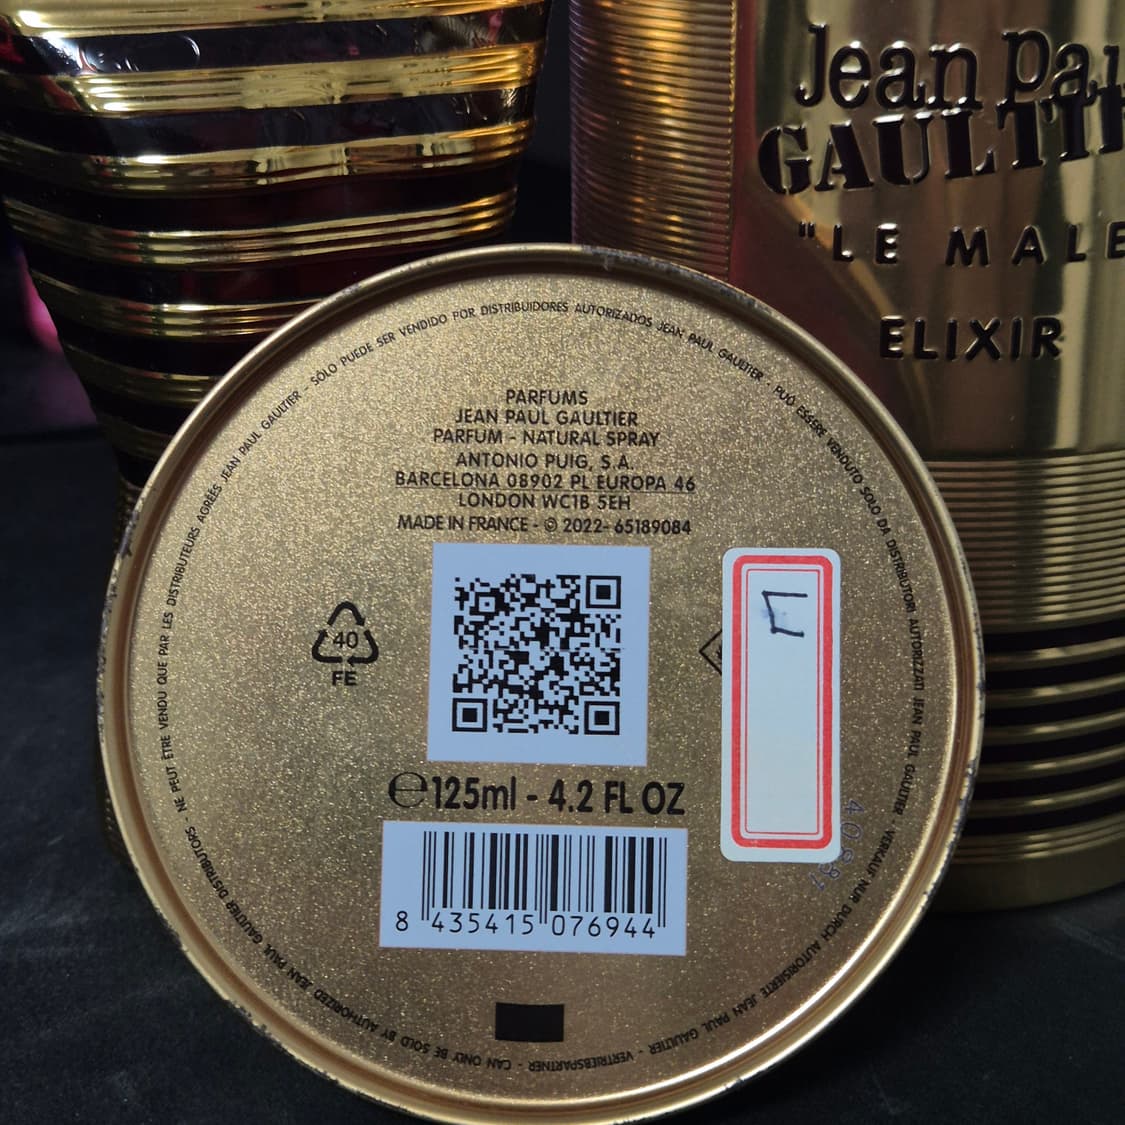 Jean Pau
GAULTIE
"LE MALE
ELIXIR
NE PEUT ÊTRE VENDU QUE PAR LES DISTRIBUTEURS AGRÉÉS JEAN PAUL GAULTIER - SÓLO PUEDE SER VENDIDO POR DISTRIBUIDORES AUTORIZADOS JEAN PAUL GAULTIER - PUÒ ESSERE VENDUTO SOLO DA DISTRIBUTORI AUTORIZZATI JEAN PAUL GAULTIER - VERKAUF NUR DURCH AUTORISIERTE JEAN PAUL GAULTIER - VERTRIEBSPARTNER - CAN ONLY BE SOLD BY AUTHORIZED JEAN PAUL GAULTIER DISTRIBUTORS -
PARFUMS
JEAN PAUL GAULTIER
PARFUM - NATURAL SPRAY
ANTONIO PUIG, S.A.
BARCELONA 08902 PL EUROPA 46
LONDON WC1B 5EH
MADE IN FRANCE - © 2022- 65189084
40
FE
℮125ml - 4.2 FL OZ
8 435415 076944